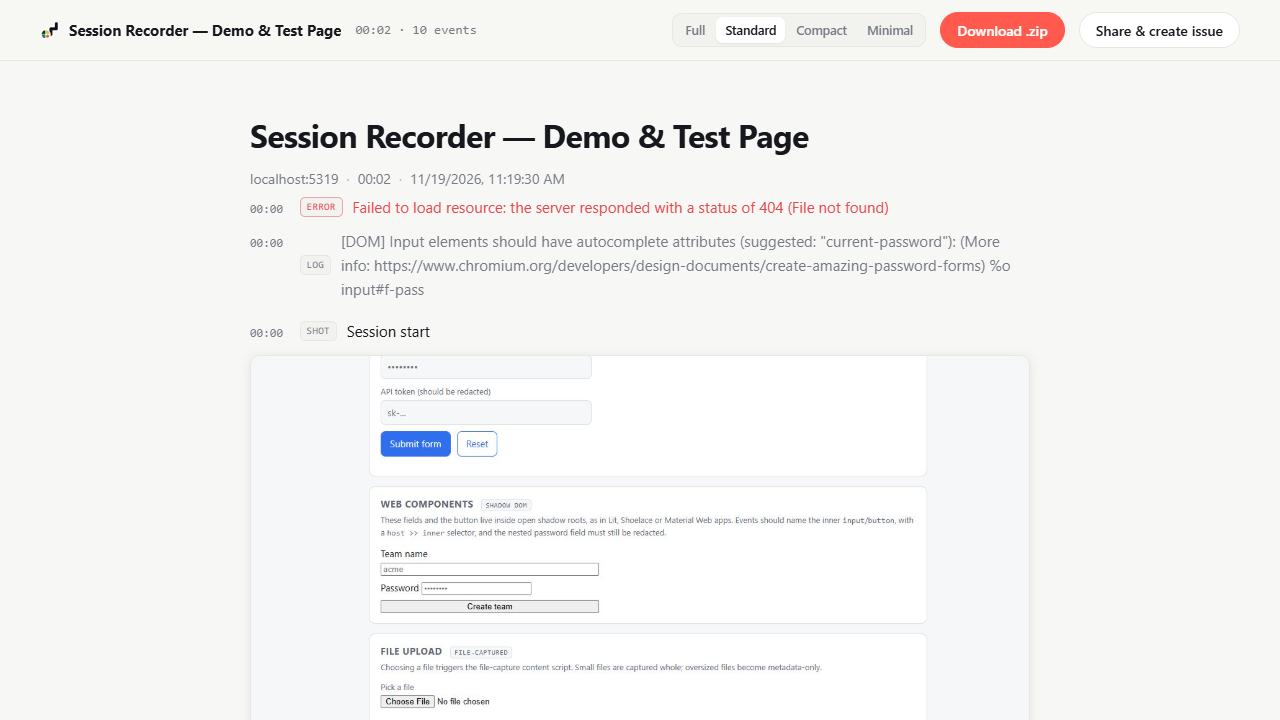 Session Recorder — Demo & Test Page
00:02 · 10 events
Full
Standard
Compact
Minimal
Download .zip
Share & create issue
Session Recorder — Demo & Test Page
localhost:5319 · 00:02 · 11/19/2026, 11:19:30 AM
00:00 ERROR Failed to load resource: the server responded with a status of 404 (File not found)
00:00 LOG [DOM] Input elements should have autocomplete attributes (suggested: "current-password"): (More
info: https://www.chromium.org/developers/design-documents/create-amazing-password-forms) %o
input#f-pass
00:00 SHOT Session start
••••••••
API token (should be redacted)
sk-...
Submit form
Reset
WEB COMPONENTS SHADOW DOM
These fields and the button live inside open shadow roots, as in Lit, Shoelace or Material Web apps. Events should name the inner input/button, with
a host >> inner selector, and the nested password field must still be redacted.
Team name
acme
Password ••••••••
Create team
FILE UPLOAD FILE-CAPTURED
Choosing a file triggers the file-capture content script. Small files are captured whole; oversized files become metadata-only.
Pick a file
Choose File No file chosen